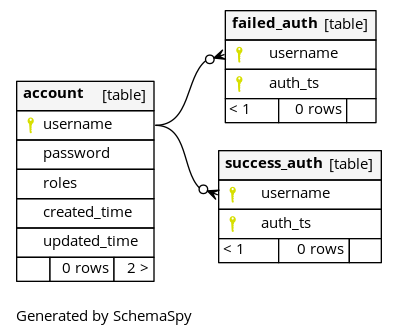 failed_auth [table]
username
auth_ts
< 1 0 rows
account [table]
username
password
roles
created_time
updated_time
0 rows 2 >
success_auth [table]
username
auth_ts
< 1 0 rows
Generated by SchemaSpy